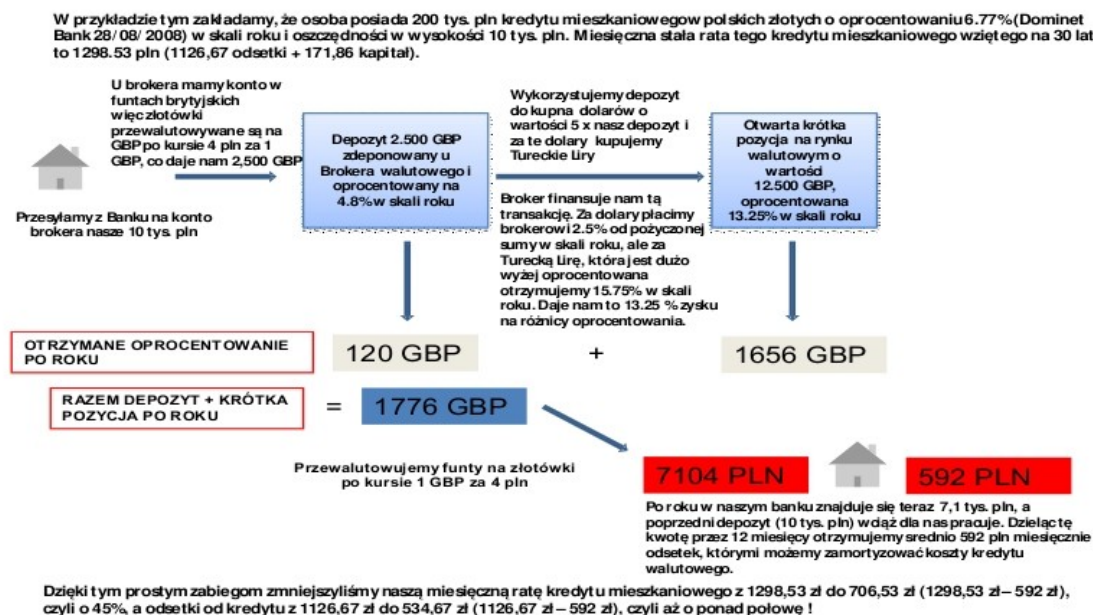 W przykładzie tym zakładamy, że osoba posiada 200 tys. pln kredytu mieszkaniowegow polskich złotych o oprocentowaniu 6.77% (Dominet
Bank 28/ 08/ 2008) w skali roku i oszczędności w wysokości 10 tys. pln. Miesięczna stała rata tego kredytu mieszkaniowego wziętego na 30 lat
to 1298.53 pln (1126,67 odsetki + 171,86 kapitał).
U brokera mamy konto w
funtach brytyjskich
więc złotówki
przewalutowywane są na
GBP po kursie 4 pln za 1
GBP, co daje nam 2,500 GBP
Przesyłamy z Banku na konto
brokera nasze 10 tys. pln
Depozyt 2.500 GBP
zdeponowany u
Brokera walutowego i
oprocentowany na
4.8% w skali roku
Wykorzystujemy depozyt
do kupna dolarów o
wartości 5 x nasz depozyt i
za te dolary kupujemy
Tureckie Liry
Broker finansuje nam tą
transakcję. Za dolary płacimy
brokerowi 2.5% od pożyczonej
sumy w skali roku, ale za
Turecką Lirę, która jest dużo
wyżej oprocentowana
otrzymujemy 15.75% w skali
roku. Daje nam to 13.25 % zysku
na różnicy oprocentowania.
Otwarta krótka
pozycja na rynku
walutowym o
wartości
12.500 GBP,
oprocentowana
13.25% w skali roku
OTRZYMANE OPROCENTOWANIE
PO ROKU
120 GBP
+
1656 GBP
RAZEM DEPOZYT + KRÓTKA
POZYCJA PO ROKU
=
1776 GBP
Przewalutowujemy funty na złotówki
po kursie 1 GBP za 4 pln
7104 PLN
592 PLN
Po roku w naszym banku znajduje się teraz 7,1 tys. pln, a
poprzedni depozyt (10 tys. pln) wciąż dla nas pracuje. Dzieląc tę
kwotę przez 12 miesięcy otrzymujemy srednio 592 pln miesięcznie
odsetek, którymi możemy zamortyzować koszty kredytu
walutowego.
Dzięki tym prostym zabiegom zmniejszyliśmy naszą miesięczną ratę kredytu mieszkaniowego z 1298,53 zł do 706,53 zł (1298,53 zł – 592 zł),
czyli o 45%, a odsetki od kredytu z 1126,67 zł do 534,67 zł (1126,67 zł – 592 zł), czyli aż o ponad połowę !